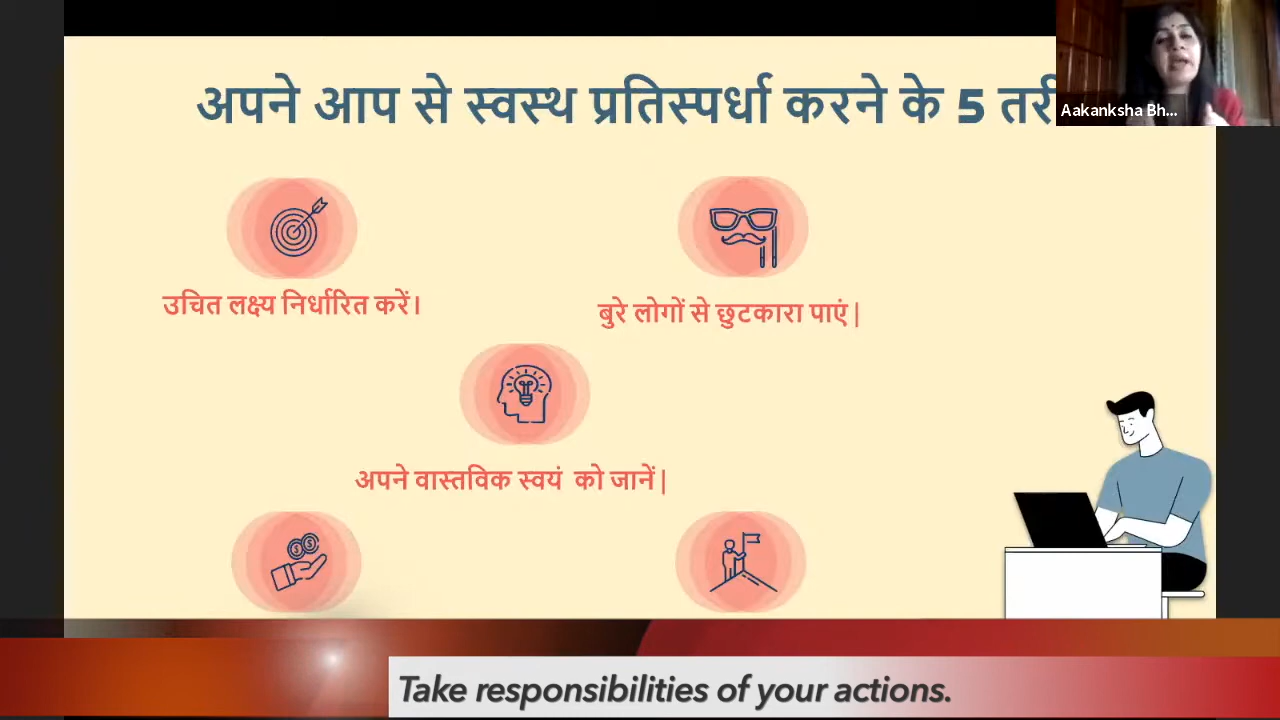 अपने आप से स्वस्थ प्रतिस्पर्धा करने के 5
Aakanksha Bh...
उचित लक्ष्य निर्धारित करें।
बुरे लोगों से छुटकारा पाएं |
अपने वास्तविक स्वयं को जानें |
Take responsibilities of your actions.